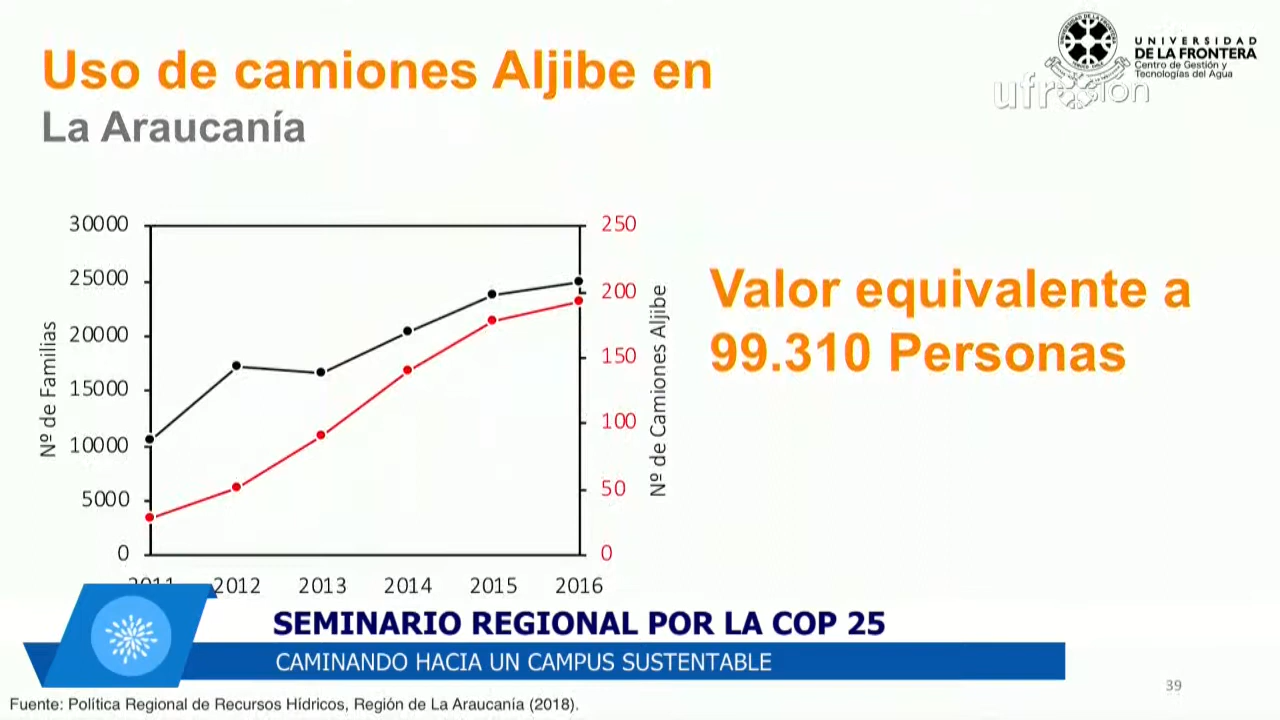 Uso de camiones Aljibe en
La Araucanía
UNIVERSIDAD
DE LA FRONTERA
Centro de Gestión y
Tecnologías del Agua
30000
25000
20000
15000
10000
5000
0
Nº de Familias
250
200
150
100
50
0
Nº de Camiones Aljibe
2011 2012 2013 2014 2015 2016
Valor equivalente a
99.310 Personas
SEMINARIO REGIONAL POR LA COP 25
CAMINANDO HACIA UN CAMPUS SUSTENTABLE
39
Fuente: Política Regional de Recursos Hídricos, Región de La Araucanía (2018).